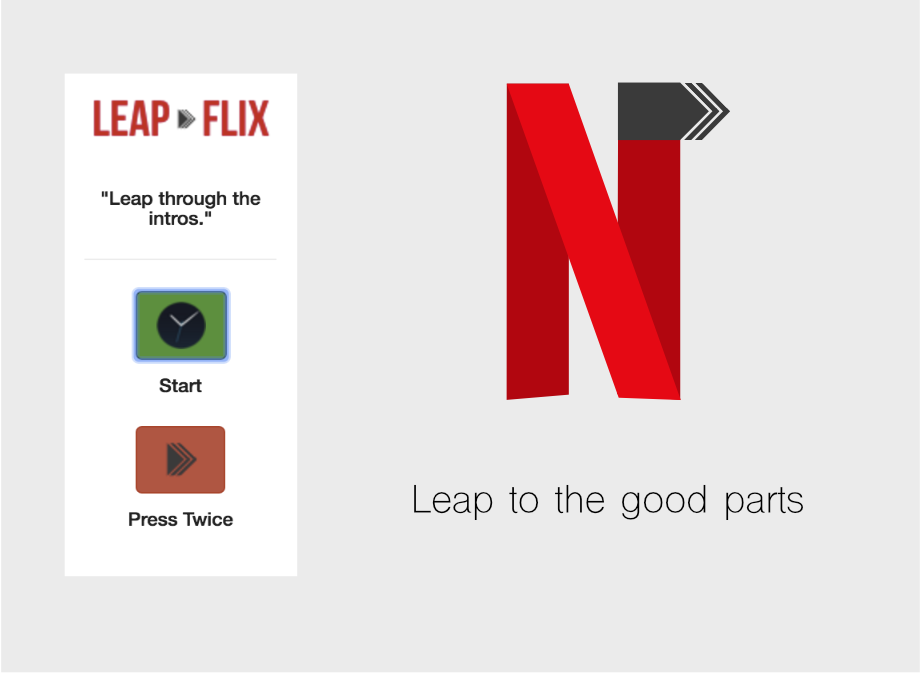 LEAP FLIX
"Leap through the
intros."
Start
Press Twice
N
Leap to the good parts